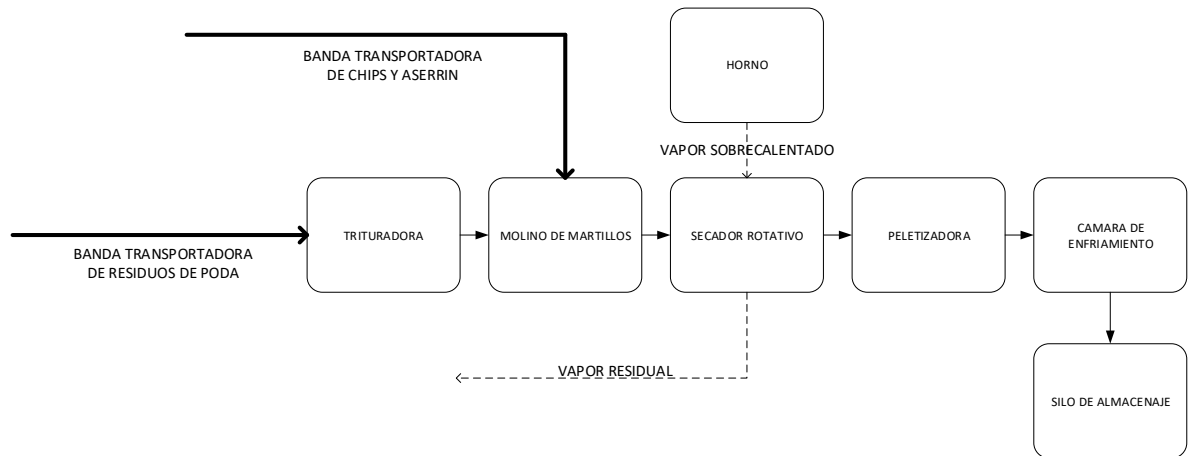 BANDA TRANSPORTADORA
DE CHIPS Y ASERRIN
HORNO
VAPOR SOBRECALENTADO
BANDA TRANSPORTADORA
DE RESIDUOS DE PODA
TRITURADORA
MOLINO DE MARTILLOS
SECADOR ROTATIVO
PELETIZADORA
CAMARA DE
ENFRIAMIENTO
VAPOR RESIDUAL
SILO DE ALMACENAJE